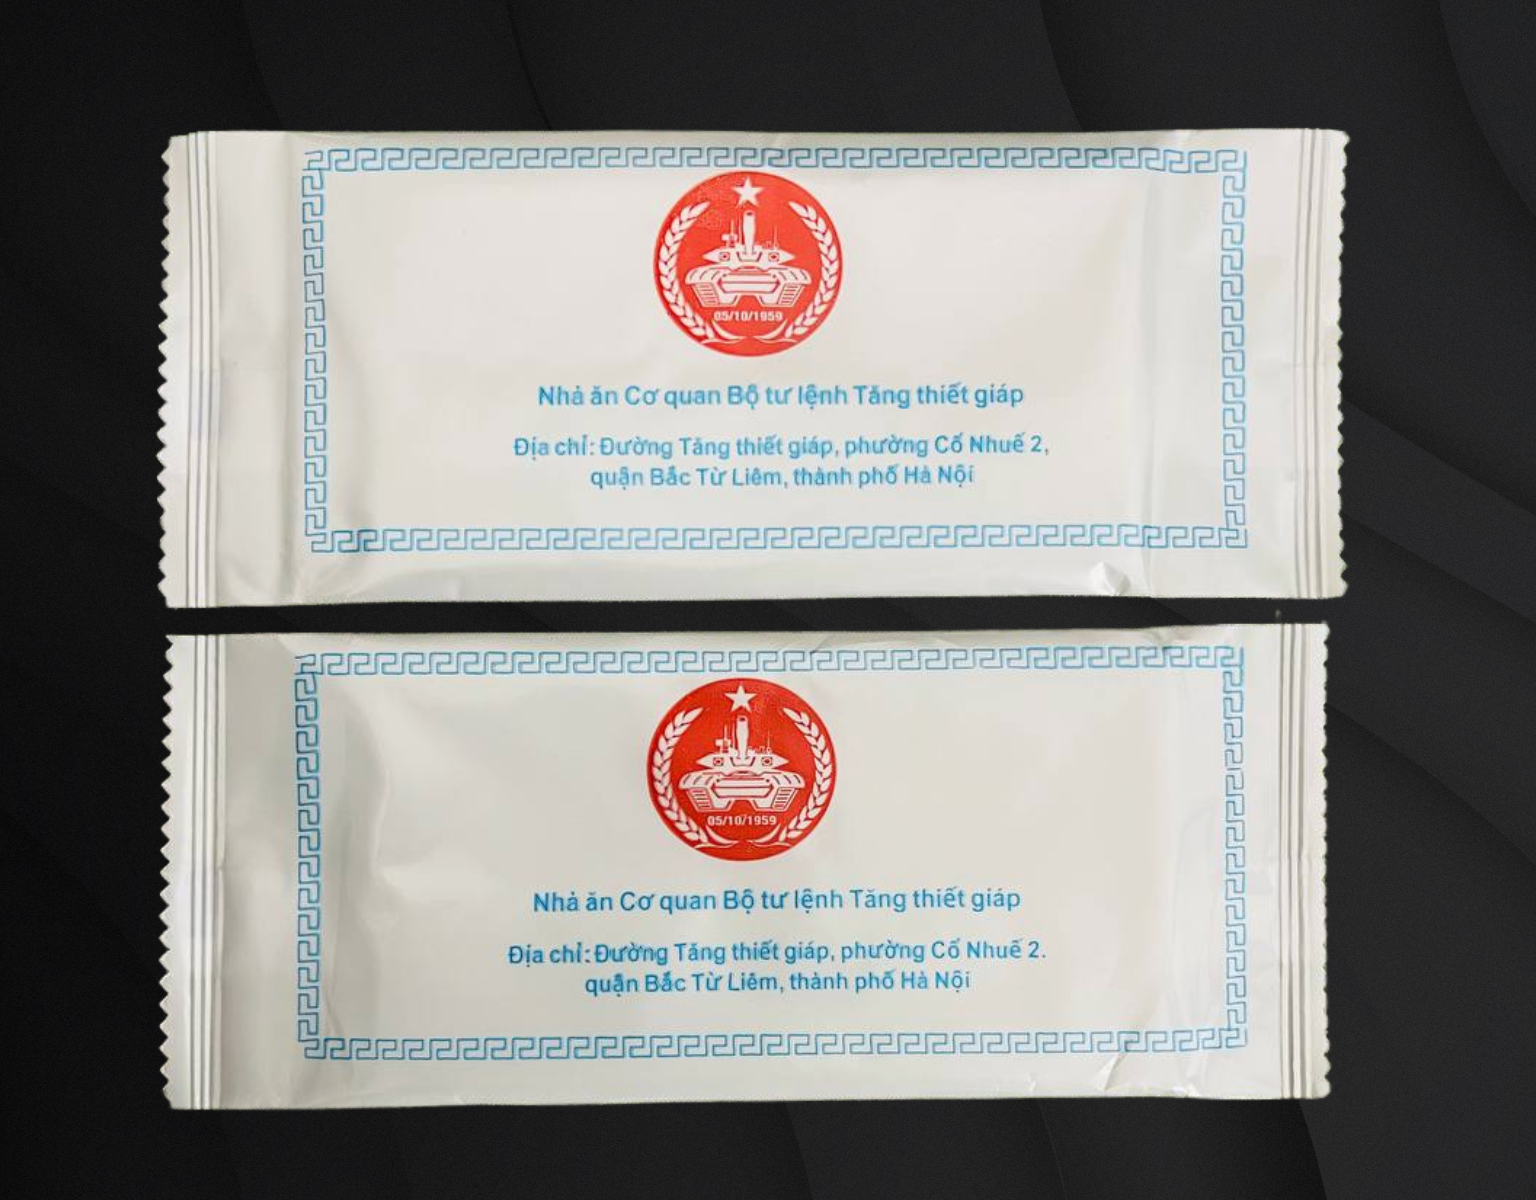 05/10/1959
Nhà ăn Cơ quan Bộ tư lệnh Tăng thiết giáp
Địa chỉ: Đường Tăng thiết giáp, phường Cổ Nhuế 2,
quận Bắc Từ Liêm, thành phố Hà Nội
05/10/1959
Nhà ăn Cơ quan Bộ tư lệnh Tăng thiết giáp
Địa chỉ: Đường Tăng thiết giáp, phường Cổ Nhuế 2.
quận Bắc Từ Liêm, thành phố Hà Nội